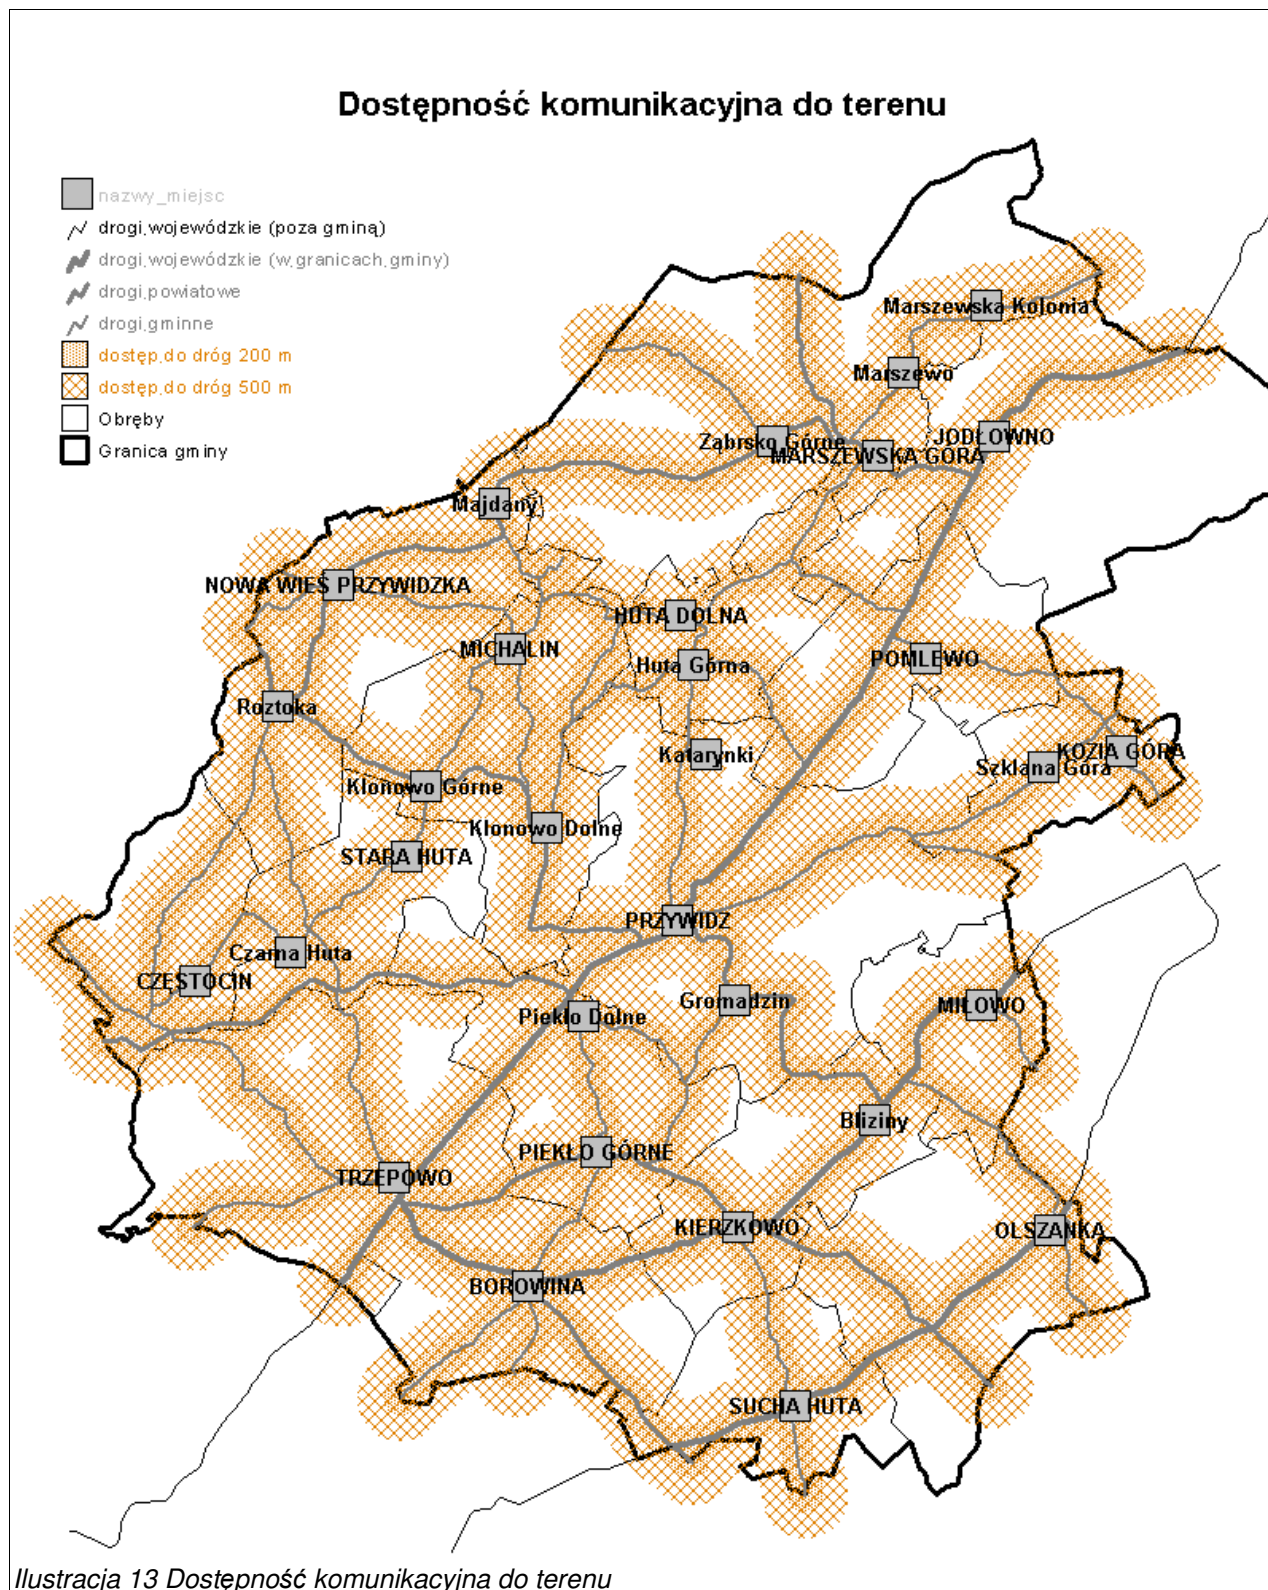 Dostępność komunikacyjna do terenu
nazwy_miejsc
drogi.wojewódzkie (poza gminą)
drogi.wojewódzkie (w.granicach.gminy)
drogi.powiatowe
drogi.gminne
dostęp.do dróg 200 m
dostęp.do dróg 500 m
Obręby
Granica gminy
Marszewska Kolonia
Marszewo
JODŁOWNO
Ząbrsko Górne
MARSZEWSKA GÓRA
Majdany
NOWA WIEŚ PRZYWIDZKA
HUTA DOLNA
MICHALIN
Huta Górna
POMLEWO
Roztoka
Katarynki
KOZIA GÓRA
Szklana Góra
Klonowo Górne
Klonowo Dolne
STARA HUTA
PRZYWIDZ
Czarna Huta
CZĘSTOCIN
Gromadzin
MIŁOWO
Piekło Dolne
Bliziny
PIEKŁO GÓRNE
TRZEPOWO
KIERZKOWO
OLSZANKA
BOROWINA
SUCHA HUTA
Ilustracja 13 Dostępność komunikacyjna do terenu